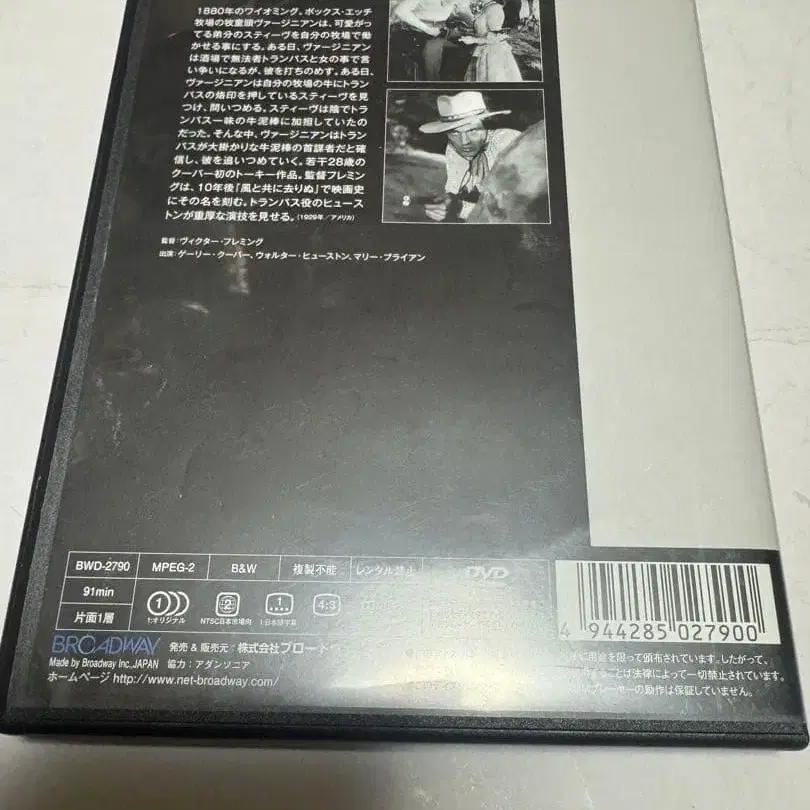 1880年のワイオミング。ボックス・エッチ
牧場の牧童頭ヴァージニアンは、可愛がっ
てる弟分のスティーヴを自分の牧場で働
かせる事にする。ある日、ヴァージニアン
は酒場で無法者トランパスと女の事で言
い争いになるが、彼を打ちのめす。ある日、
ヴァージニアンは自分の牧場の牛にトラン
パスの烙印を押しているスティーヴを見
つけ、問いつめる。スティーヴは陰でトラ
ンパス一味の牛泥棒に加担していたの
だった。そんな中、ヴァージニアンはトラン
パスが大掛かりな牛泥棒の首謀者だと確
信し、彼を追いつめていく。若干28歳の
クーパー初のトーキー作品。監督フレミン
グは、10年後「風と共に去りぬ」で映画史
にその名を刻む。トランパス役のヒュース
トンが重厚な演技を見せる。(1929年/アメリカ)
監督:ヴィクター・フレミング
出演:ゲーリー・クーパー、ウォルター・ヒューストン、マリー・ブライアン
BWD-2790 MPEG-2 B&W 複製不能 レンタル禁止 DVD
91min
片面1層
1:オリジナル
2 NTSC日本市場向
1:日本語字幕
4:3
BROADWAY 発売&販売元:株式会社ブロード
Made by Broadway Inc.,JAPAN 協力:アダンソニア
ホームページ http://www.net-broadway.com/
4 944285 027900
に用途を限って頒布されています。したがって、
することは法律によって一切禁止されています。
プレーヤーの動作は保証していません。